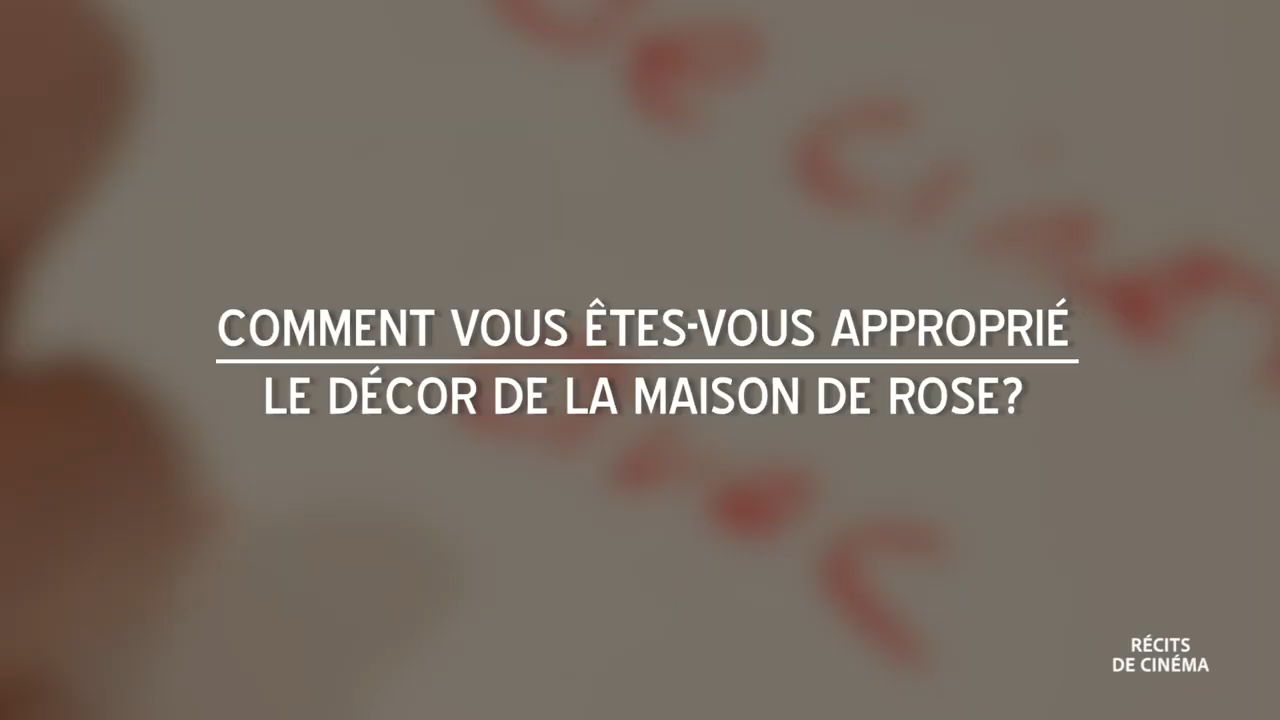 COMMENT VOUS ÊTES-VOUS APPROPRIÉ
LE DÉCOR DE LA MAISON DE ROSE?
RÉCITS
DE CINÉMA